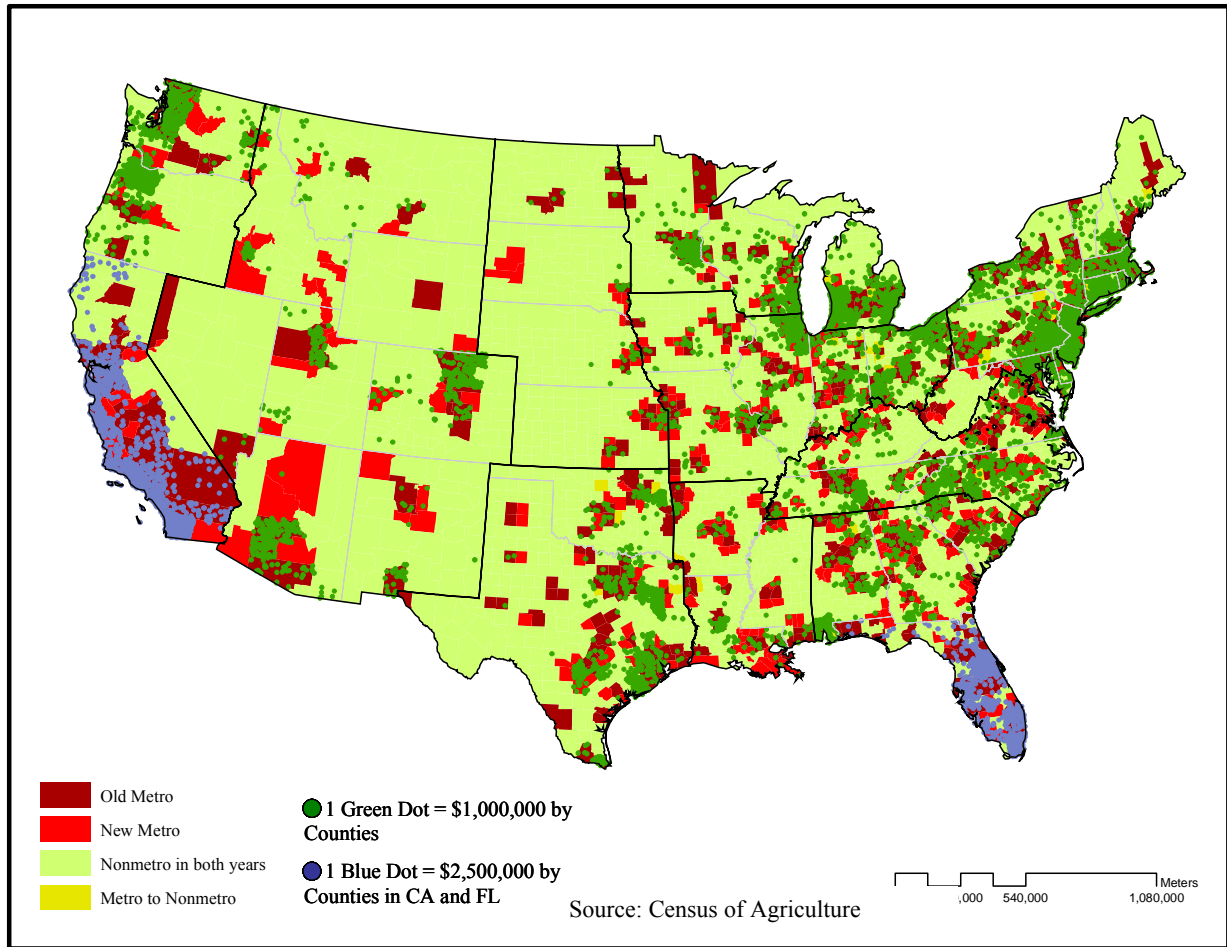 Old Metro
New Metro
Nonmetro in both years
Metro to Nonmetro
1 Green Dot = $1,000,000 by
Counties
1 Blue Dot = $2,500,000 by
Counties in CA and FL
Source: Census of Agriculture
Meters
,000 540,000 1,080,000